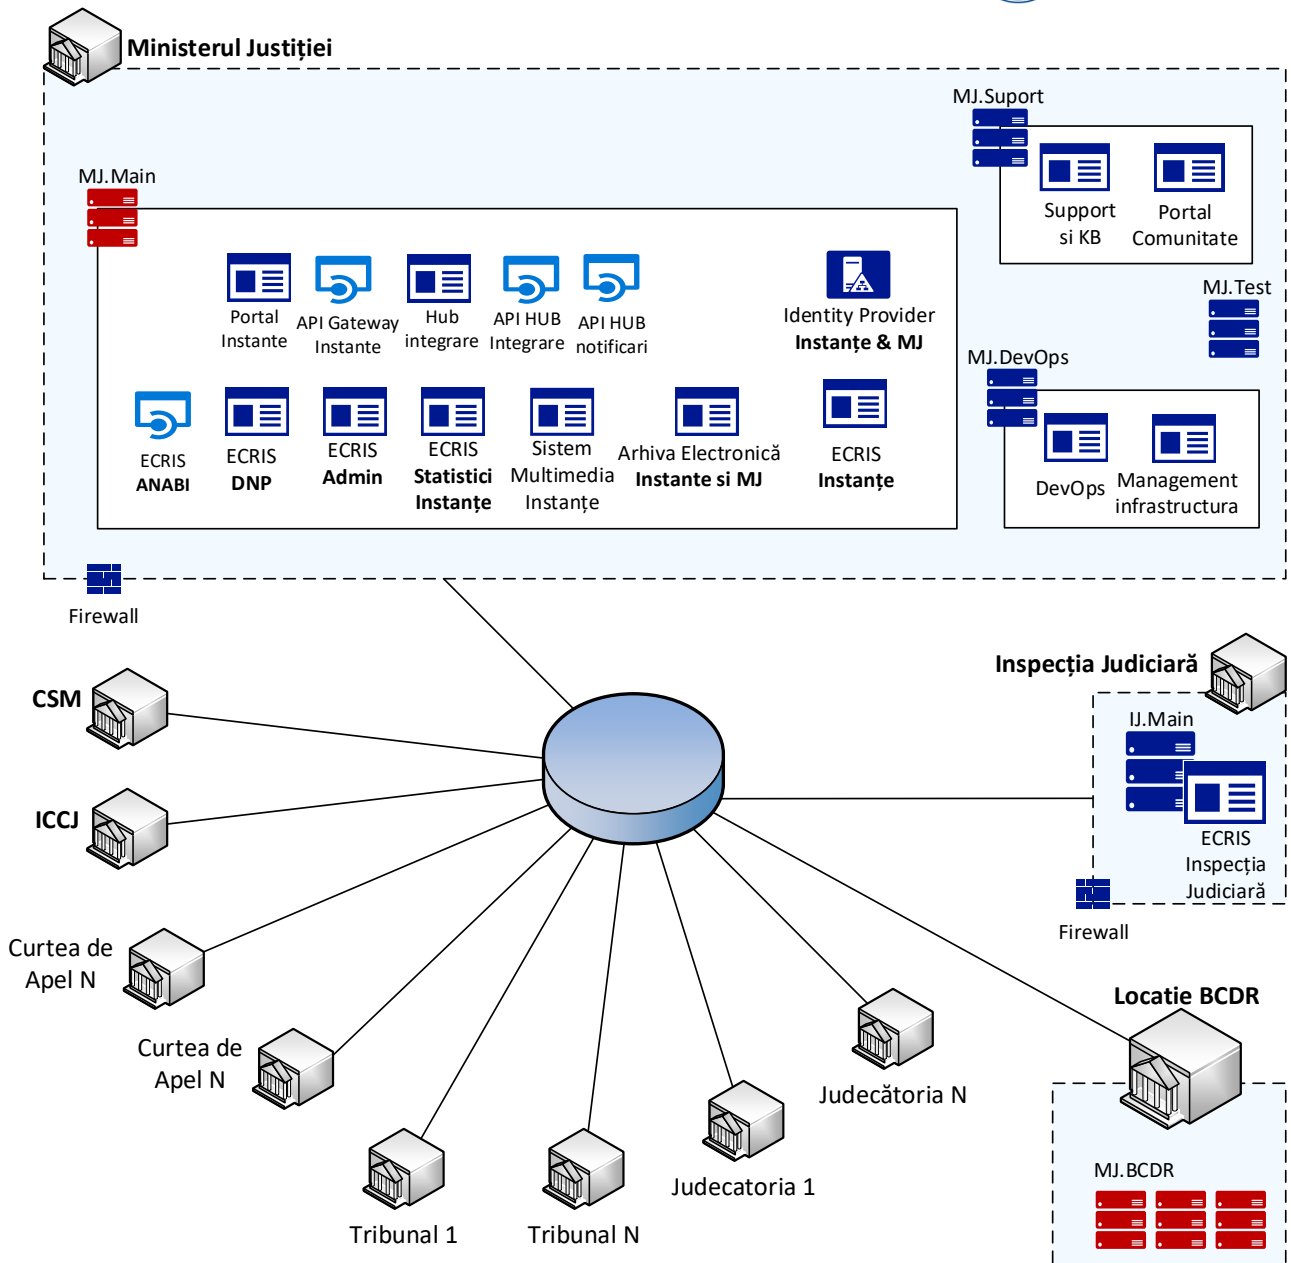 Ministerul Justiției
MJ.Suport
Support
si KB
Portal
Comunitate
MJ.Main
Portal
Instante
API Gateway
Instante
Hub
integrare
API HUB
Integrare
API HUB
notificari
Identity Provider
Instanțe & MJ
MJ.Test
MJ.DevOps
ECRIS
ANABI
ECRIS
DNP
ECRIS
Admin
ECRIS
Statistici
Instanțe
Sistem
Multimedia
Instanțe
Arhiva Electronică
Instante si MJ
ECRIS
Instanțe
DevOps
Management
infrastructura
Firewall
CSM
ICCJ
Inspecția Judiciară
IJ.Main
ECRIS
Inspecția
Judiciară
Firewall
Curtea de
Apel N
Curtea de
Apel N
Tribunal 1
Tribunal N
Judecatoria 1
Judecătoria N
Locatie BCDR
MJ.BCDR